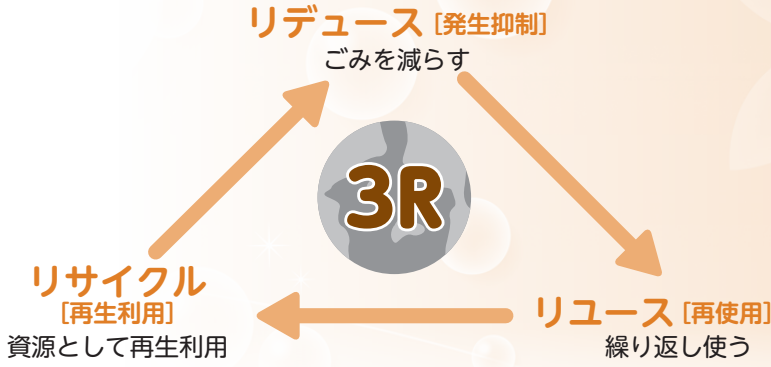 リデュース [発生抑制]
ごみを減らす
3R
リサイクル
[再生利用]
資源として再生利用
リユース [再使用]
繰り返し使う